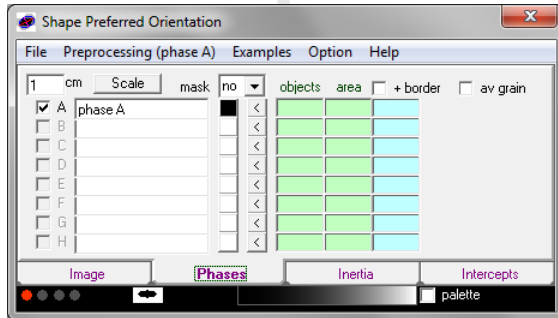 Shape Preferred Orientation
File Preprocessing (phase A) Examples Option Help
1 cm Scale mask no objects area + border av grain
A phase A <
B <
C <
D <
E <
F <
G <
H <
Image Phases Inertia Intercepts
palette